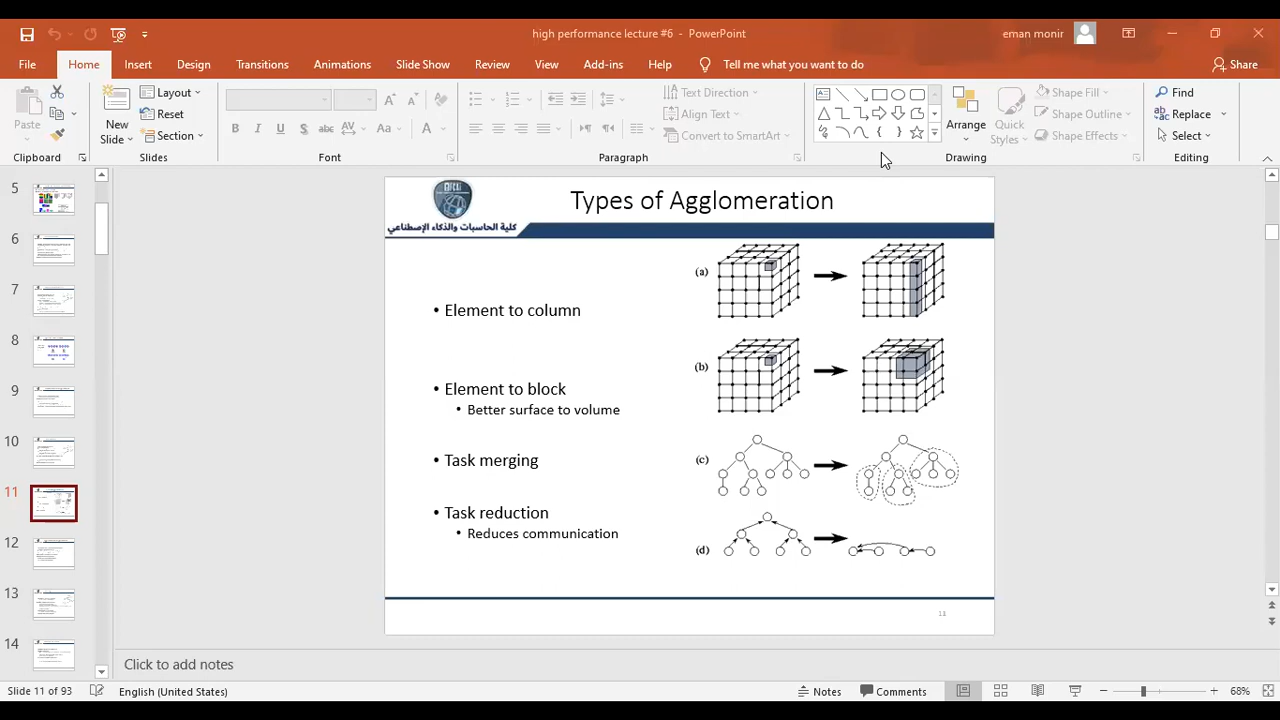 high performance lecture #6 - PowerPoint
eman monir
File Home Insert Design Transitions Animations Slide Show Review View Add-ins Help Tell me what you want to do Share
Paste
New
Slide
Layout
Reset
Section
Text Direction
Align Text
Convert to SmartArt
Arrange
Quick
Styles
Shape Fill
Shape Outline
Shape Effects
Find
Replace
Select
Clipboard Slides Font Paragraph Drawing Editing
5
6
7
8
9
10
11
12
13
14
Types of Agglomeration
كلية الحاسبات والذكاء الإصطناعي
(a)
• Element to column
(b)
• Element to block
• Better surface to volume
(c)
• Task merging
• Task reduction
• Reduces communication
(d)
11
Click to add notes
Slide 11 of 93 English (United States) Notes Comments 68%